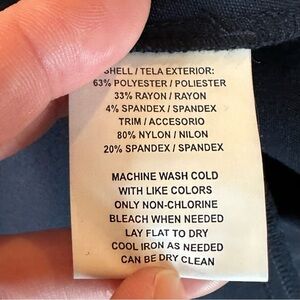 SHELL / TELA EXTERIOR:
63% POLYESTER / POLIESTER
33% RAYON / RAYON
4% SPANDEX / SPANDEX
TRIM / ACCESORIO
80% NYLON / NILON
20% SPANDEX / SPANDEX
MACHINE WASH COLD
WITH LIKE COLORS
ONLY NON-CHLORINE
BLEACH WHEN NEEDED
LAY FLAT TO DRY
COOL IRON AS NEEDED
CAN BE DRY CLEAN